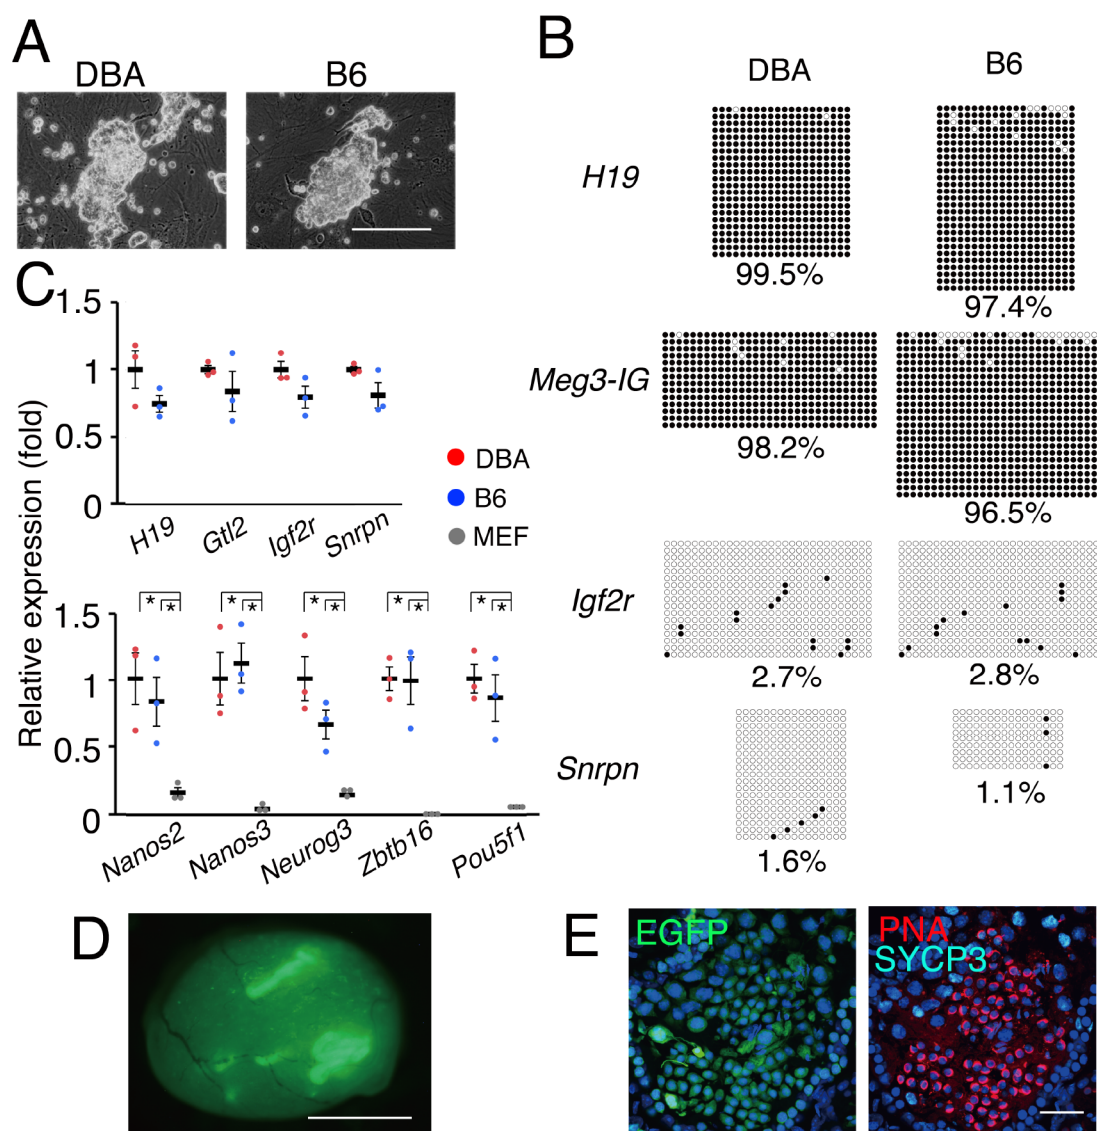 A
DBA
B6
B
DBA
B6
H19
99.5%
97.4%
Meg3-IG
98.2%
96.5%
Igf2r
2.7%
2.8%
Snrpn
1.6%
1.1%
C
Relative expression (fold)
1.5
1
0.5
0
H19
Gtl2
Igf2r
Snrpn
DBA
B6
MEF
1.5
1
0.5
0
* * * * * * * * * *
Nanos2
Nanos3
Neurog3
Zbtb16
Pou5f1
D
E
EGFP
PNA
SYCP3